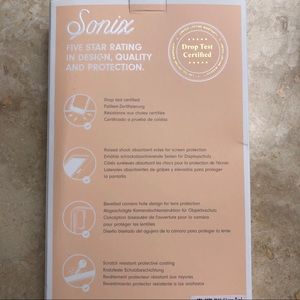 Sonix
FIVE STAR RATING
IN DESIGN, QUALITY
AND PROTECTION.
Drop Test
Certified
Drop test certified
Falltest-Zertifizierung
Résistance aux chutes certifiée
Certificado a prueba de caídas
Raised shock absorbent sides for screen protection
Erhöhte schockabsorbierende Seiten für Displayschutz
Côtés surélevés absorbant les chocs pour la protection de l'écran
Laterales absorbentes de golpes y elevados para proteger
la pantalla
Bevelled camera hole design for lens protection
Abgeschrägte Kameralochkonstruktion für Objektivschutz
Conception biseautée de l'ouverture pour la caméra
pour protéger les lentilles
Diseño biselado del agujero de la cámara para proteger la lente
Scratch resistant protective coating
Kratzfeste Schutzbeschichtung
Revêtement protecteur résistant aux rayures
Revestimiento protector resistente a las rayaduras